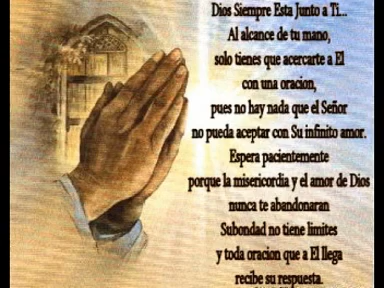 Dios Siempre Esta Junto a Ti...
Al alcance de tu mano,
solo tienes que acercarte a El
con una oracion,
pues no hay nada que el Señor
no pueda aceptar con Su infinito amor.
Espera pacientemente
porque la misericordia y el amor de Dios
nunca te abandonaran
Subondad no tiene limites
y toda oracion que a El llega
recibe su respuesta.